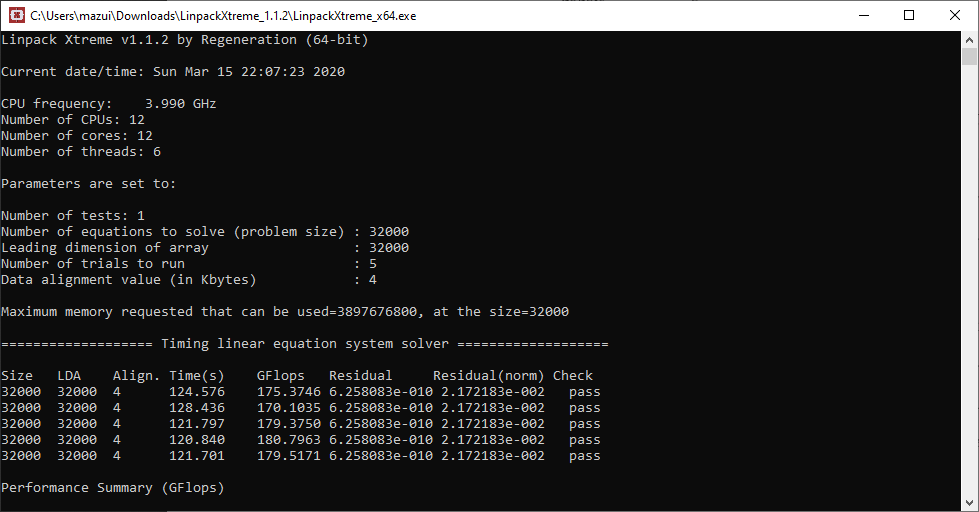 C:\Users\mazui\Downloads\LinpackXtreme_1.1.2\LinpackXtreme_x64.exe
Linpack Xtreme v1.1.2 by Regeneration (64-bit)
Current date/time: Sun Mar 15 22:07:23 2020
CPU frequency:    3.990 GHz
Number of CPUs: 12
Number of cores: 12
Number of threads: 6
Parameters are set to:
Number of tests: 1
Number of equations to solve (problem size) : 32000
Leading dimension of array                  : 32000
Number of trials to run                     : 5
Data alignment value (in Kbytes)            : 4
Maximum memory requested that can be used=3897676800, at the size=32000
=================== Timing linear equation system solver ===================
Size   LDA    Align. Time(s)    GFlops   Residual     Residual(norm) Check
32000  32000  4      124.576    175.3746 6.258083e-010 2.172183e-002   pass
32000  32000  4      128.436    170.1035 6.258083e-010 2.172183e-002   pass
32000  32000  4      121.797    179.3750 6.258083e-010 2.172183e-002   pass
32000  32000  4      120.840    180.7963 6.258083e-010 2.172183e-002   pass
32000  32000  4      121.701    179.5171 6.258083e-010 2.172183e-002   pass
Performance Summary (GFlops)